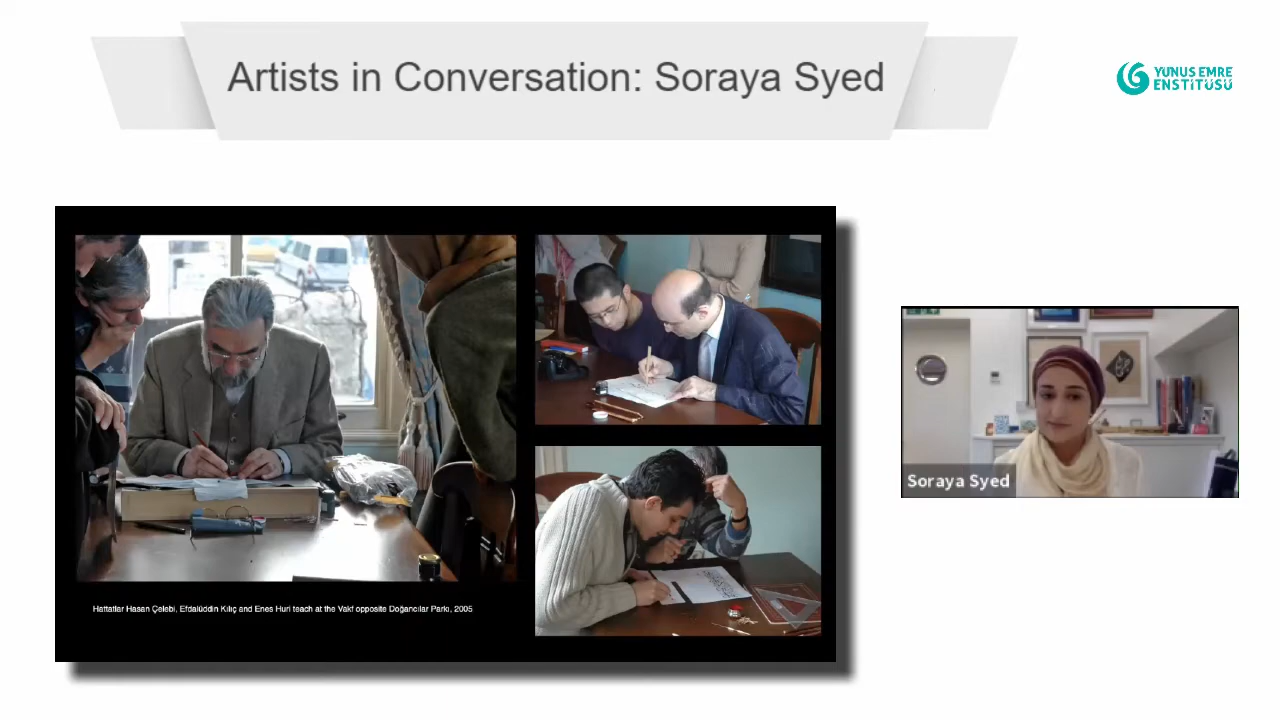 Artists in Conversation: Soraya Syed
YUNUS EMRE
ENSTİTÜSÜ
Hattatlar Hasan Çelebi, Efdalüddin Kılıç and Enes Huri teach at the Vakf opposite Doğancılar Parkı, 2005
Soraya Syed